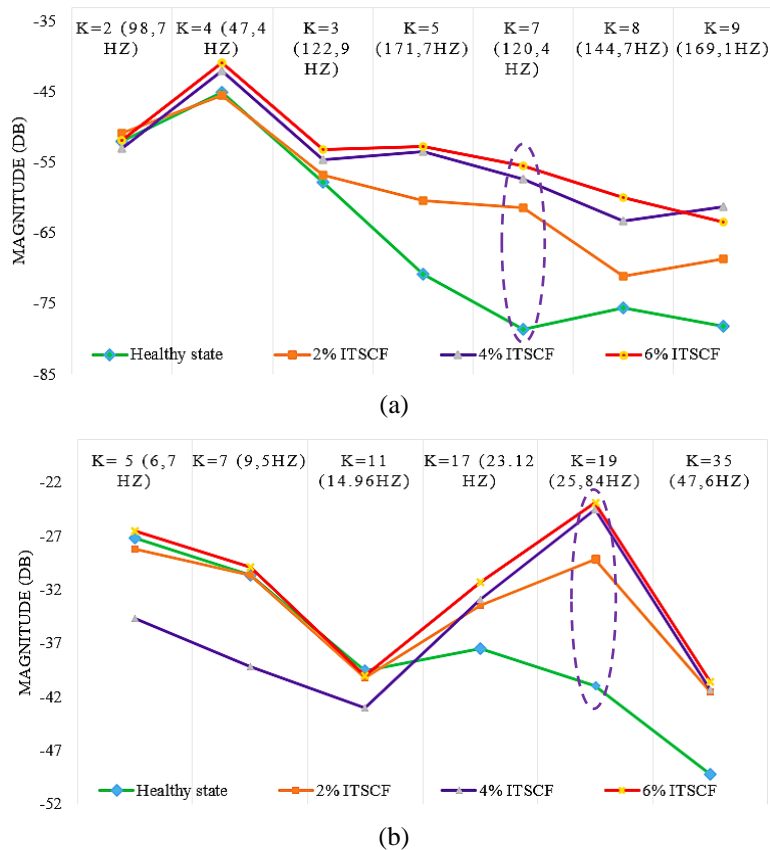 -35
-45
-55
-65
-75
-85
MAGNITUDE (DB)
K=2 (98,7
HZ)
K=4 (47,4
HZ)
K=3
(122,9
HZ)
K=5
(171,7HZ)
K=7
(120,4
HZ)
K=8
(144,7HZ)
K=9
(169,1HZ)
Healthy state
2% ITSCF
4% ITSCF
6% ITSCF
(a)
-22
-27
-32
-37
-42
-47
-52
MAGNITUDE (DB)
K= 5 (6,7
HZ)
K=7 (9,5HZ)
K=11
(14.96HZ)
K=17 (23.12
HZ)
K=19
(25,84HZ)
K=35
(47,6HZ)
Healthy state
2% ITSCF
4% ITSCF
6% ITSCF
(b)